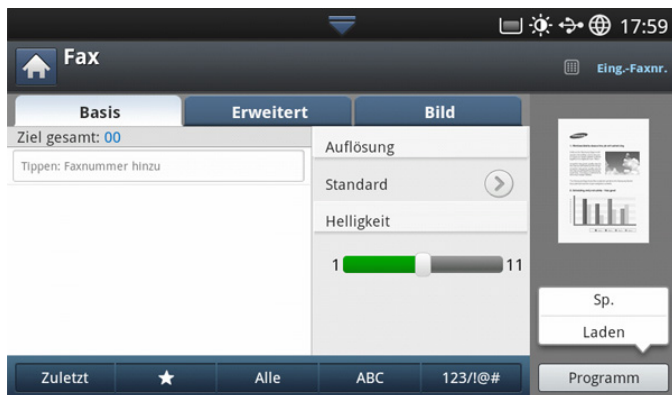 17:59
Fax
Eing.-Faxnr.
Basis
Erweitert
Bild
Ziel gesamt: 00
Tippen: Faxnummer hinzu
Auflösung
Standard
Helligkeit
1
11
Sp.
Laden
Zuletzt
★
Alle
ABC
123/!@#
Programm